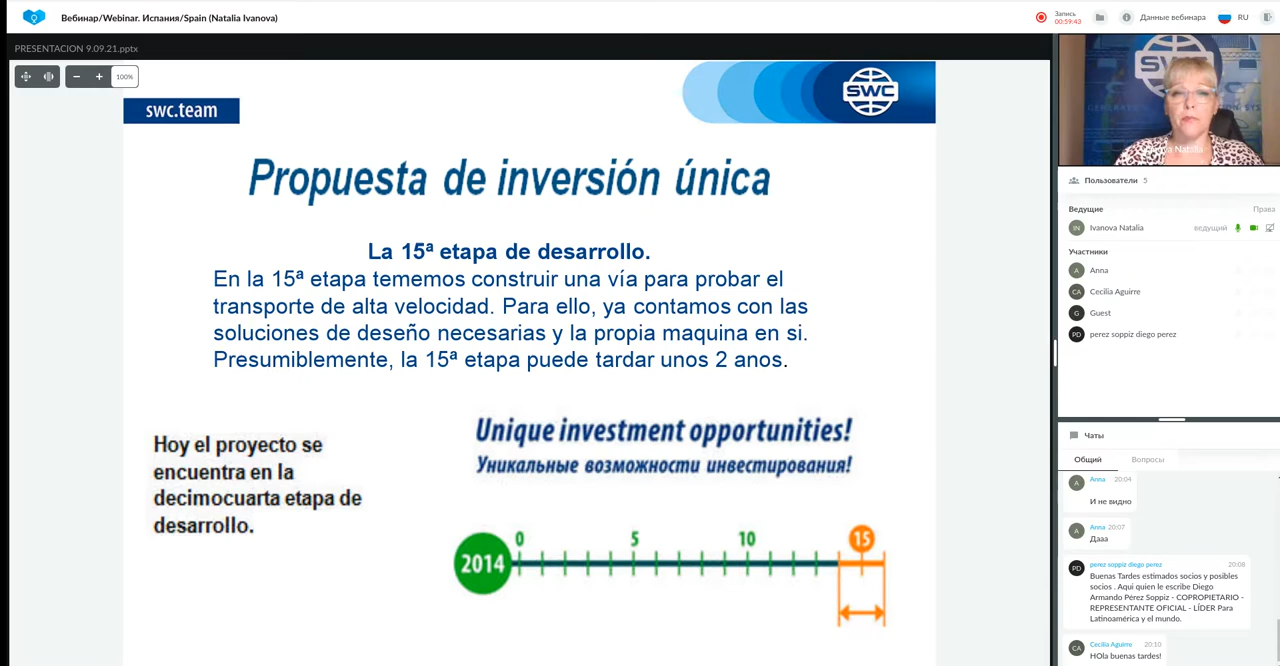 Вебинар/Webinar. Испания/Spain (Natalia Ivanova)
Запись
00:59:43
Данные вебинара
RU
PRESENTACION 9.09.21.pptx
100%
swc.team
SWC
Propuesta de inversión única
La 15ª etapa de desarrollo.
En la 15ª etapa tememos construir una vía para probar el
transporte de alta velocidad. Para ello, ya contamos con las
soluciones de deseño necesarias y la propia maquina en si.
Presumiblemente, la 15ª etapa puede tardar unos 2 anos.
Hoy el proyecto se
encuentra en la
decimocuarta etapa de
desarrollo.
Unique investment opportunities!
Уникальные возможности инвестирования!
2014
0
5
10
15
SWC
Natalia
Пользователи 5
Ведущие
Права
IN
Ivanova Natalia
ведущий
Участники
A
Anna
CA
Cecilia Aguirre
G
Guest
PD
perez soppiz diego perez
Чаты
Общий
Вопросы
A
Anna 20:04
И не видно
A
Anna 20:07
Дааа
PD
perez soppiz diego perez 20:08
Buenas Tardes estimados socios y posibles
socios . Aqui quien le escribe Diego
Armando Pérez Soppiz - COPROPIETARIO -
REPRESENTANTE OFICIAL - LÍDER Para
Latinoamérica y el mundo.
CA
Cecilia Aguirre 20:10
HOla buenas tardes!